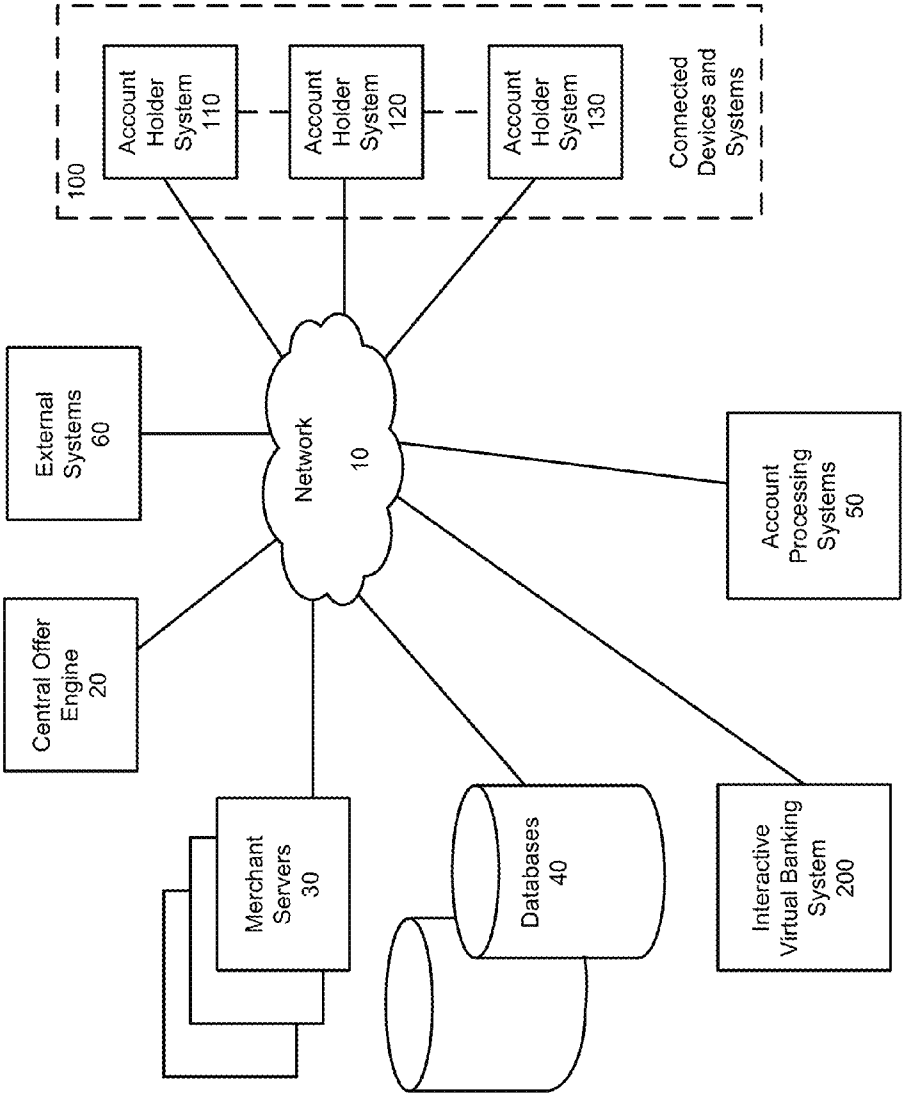 Merchant
Servers
30
Central Offer
Engine
20
External
Systems
60
100
Account
Holder
System
110
Account
Holder
System
120
Account
Holder
System
130
Connected
Devices and
Systems
Network
10
Databases
40
Interactive
Virtual Banking
System
200
Account
Processing
Systems
50